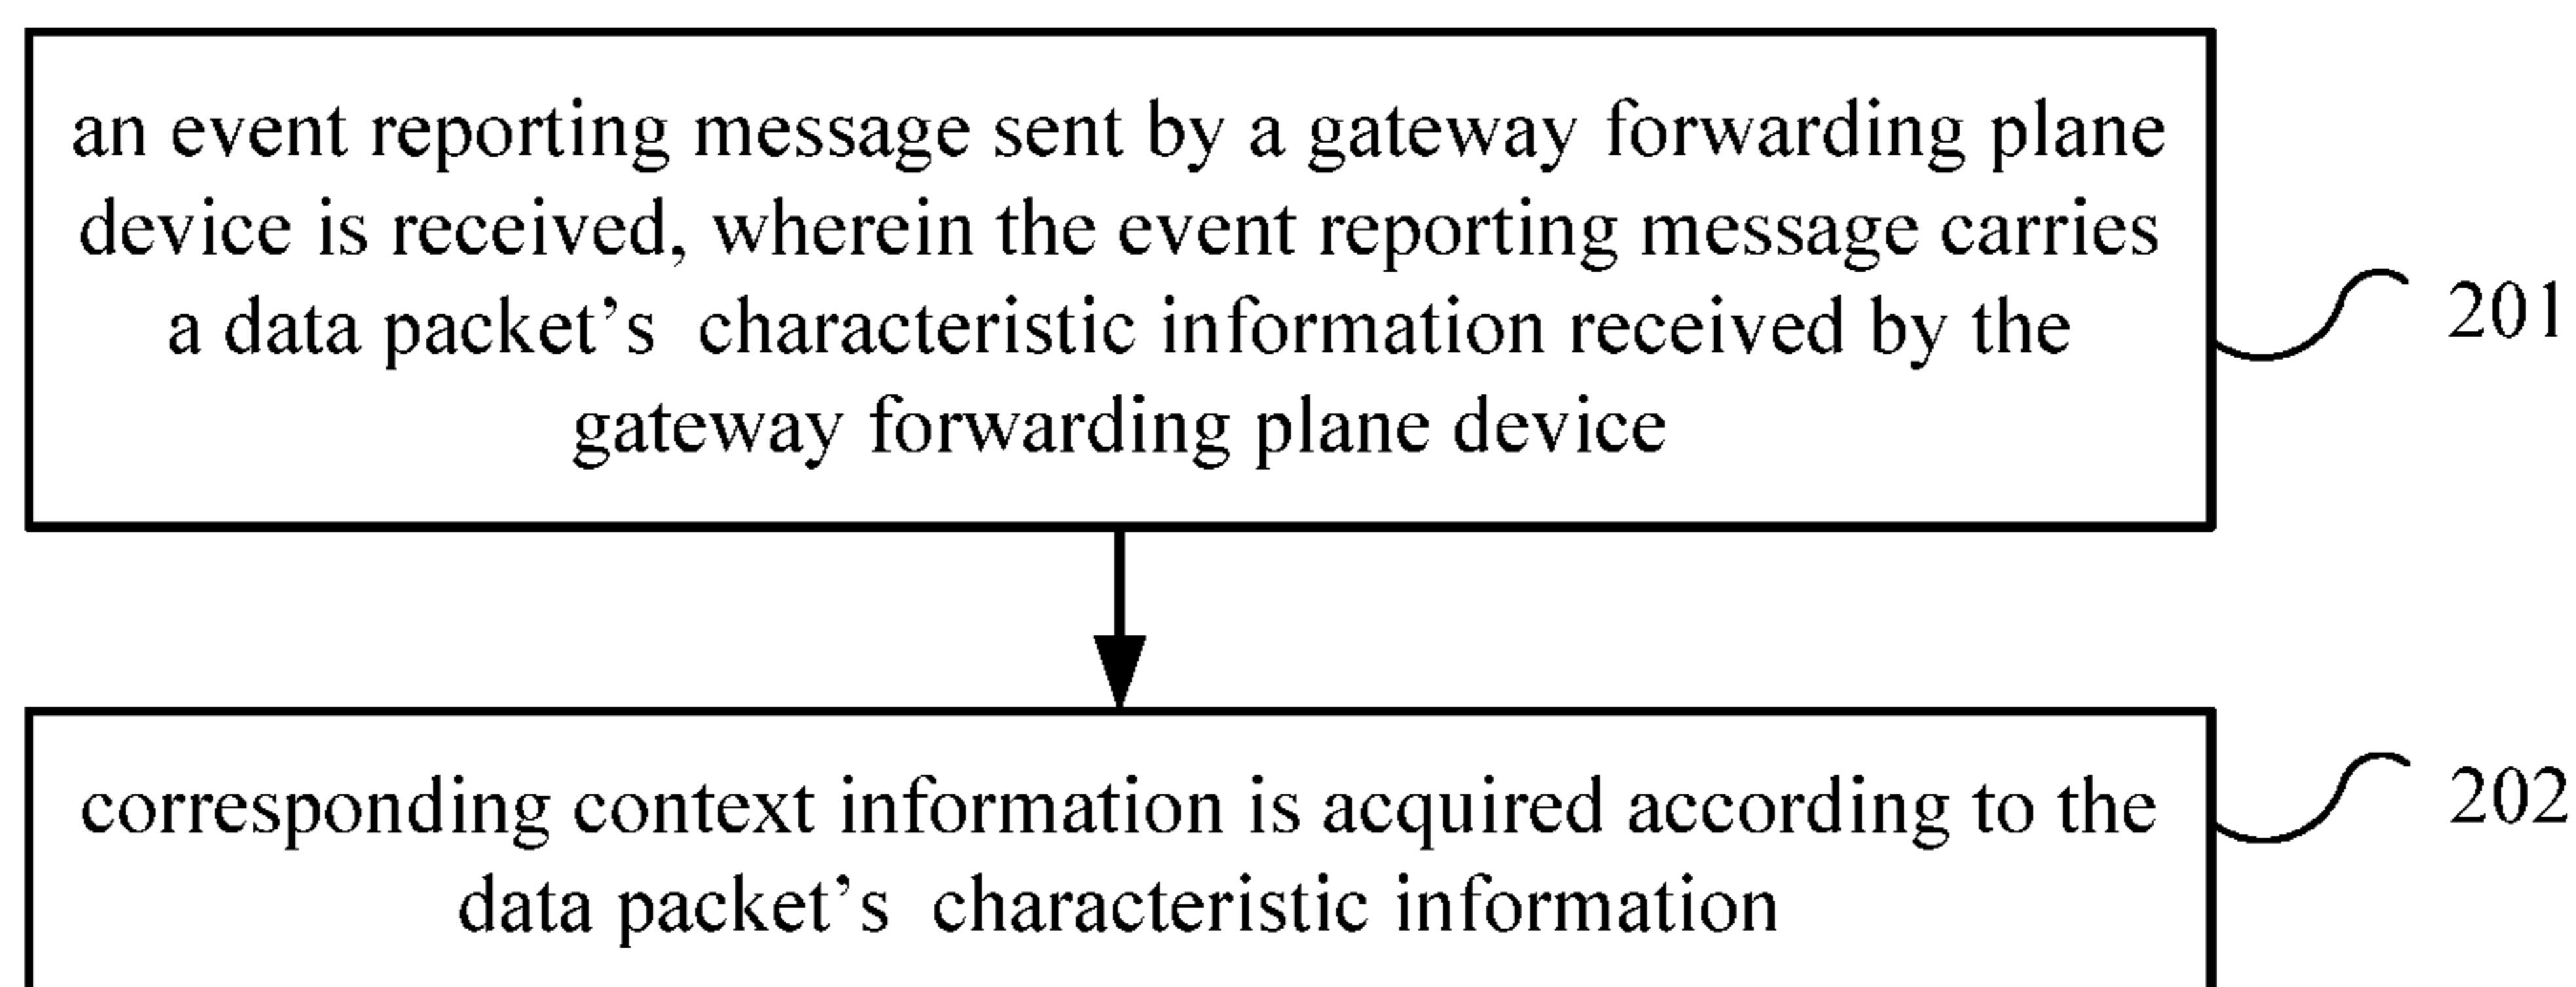 an event reporting message sent by a gateway forwarding plane
device is received, wherein the event reporting message carries
a data packet’s  characteristic information received by the
gateway forwarding plane device
201
corresponding context information is acquired according to the
data packet’s  characteristic information
202